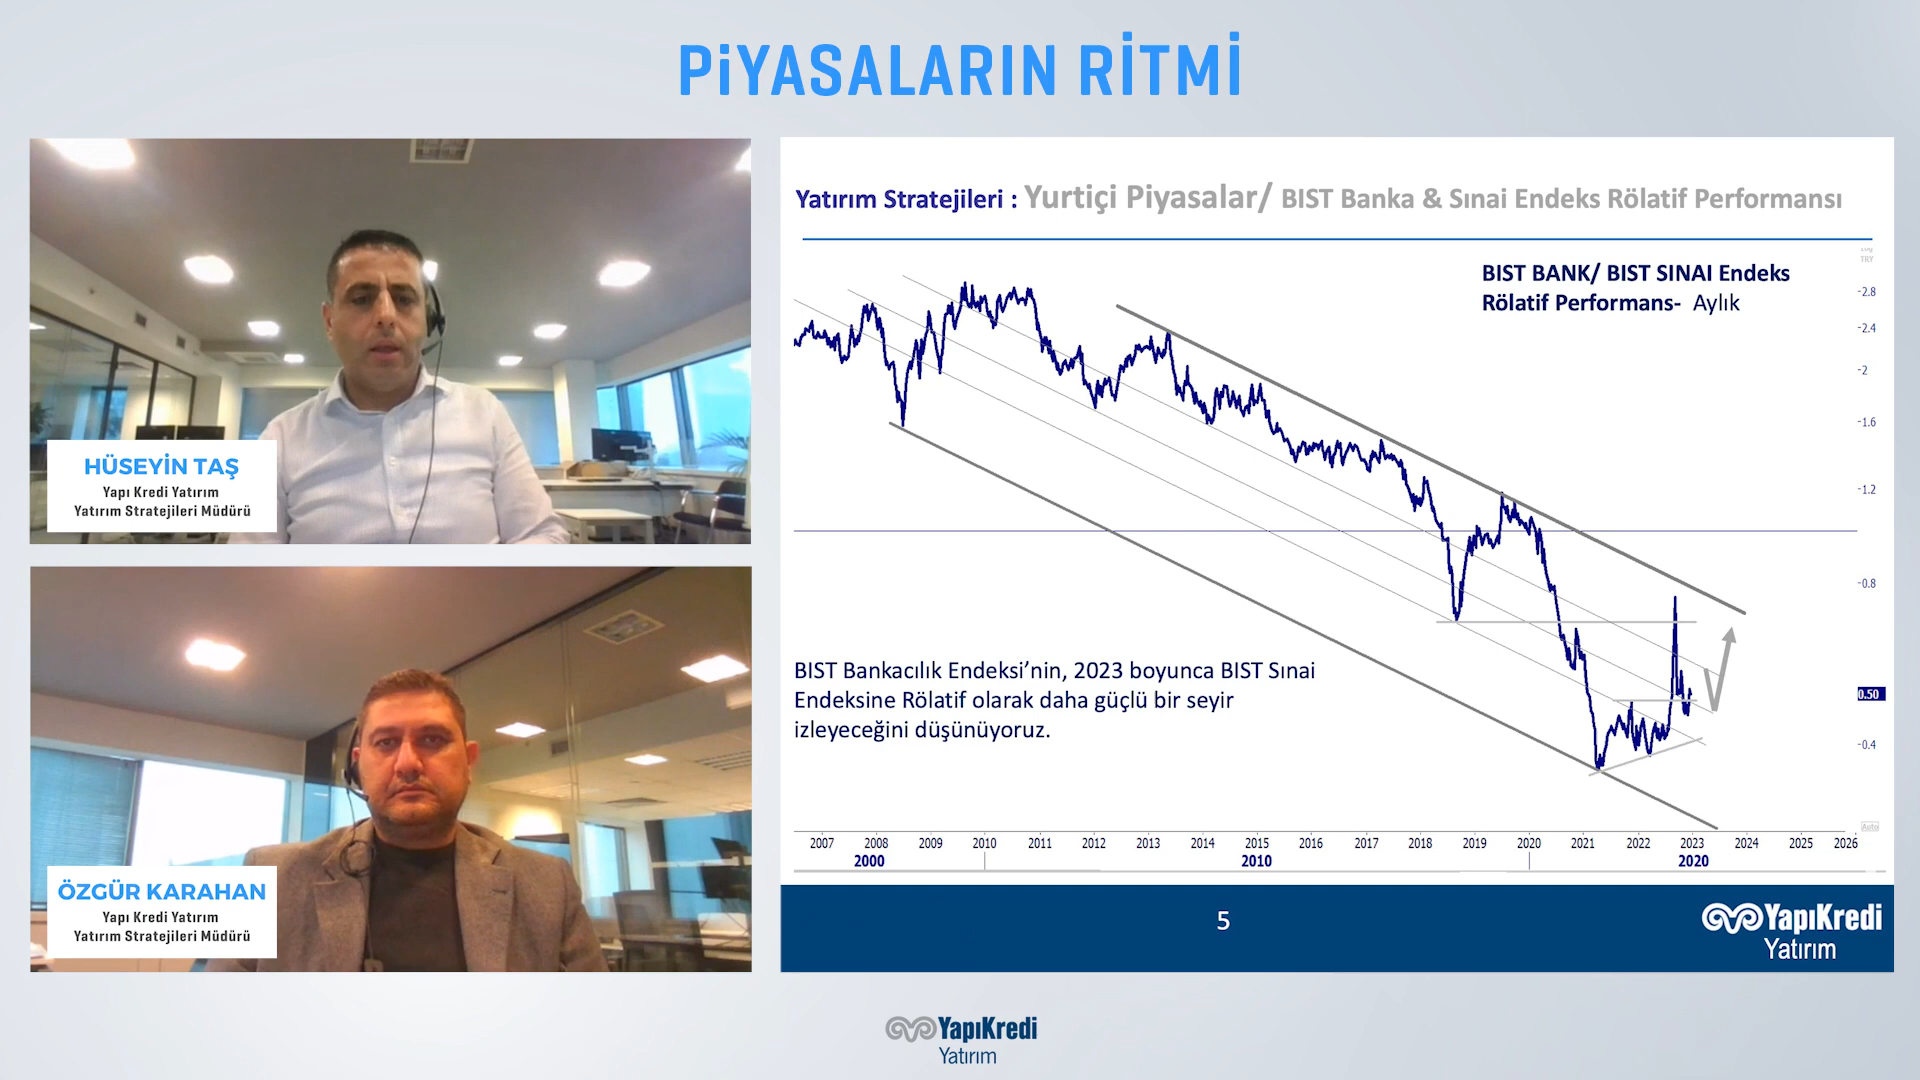 PiYASALARIN RİTMİ
HÜSEYİN TAŞ
Yapı Kredi Yatırım
Yatırım Stratejileri Müdürü
ÖZGÜR KARAHAN
Yapı Kredi Yatırım
Yatırım Stratejileri Müdürü
Yatırım Stratejileri : Yurtiçi Piyasalar/ BIST Banka & Sınai Endeks Rölatif Performansı
BIST BANK/ BIST SINAI Endeks
Rölatif Performans- Aylık
TRY
-2.8
-2.4
-2
-1.6
-1.2
-0.8
0.50
-0.4
Auto
BIST Bankacılık Endeksi’nin, 2023 boyunca BIST Sınai
Endeksine Rölatif olarak daha güçlü bir seyir
izleyeceğini düşünüyoruz.
2007 2008 2009 2010 2011 2012 2013 2014 2015 2016 2017 2018 2019 2020 2021 2022 2023 2024 2025 2026
2000 2010 2020
5
YapıKredi
Yatırım
YapıKredi
Yatırım